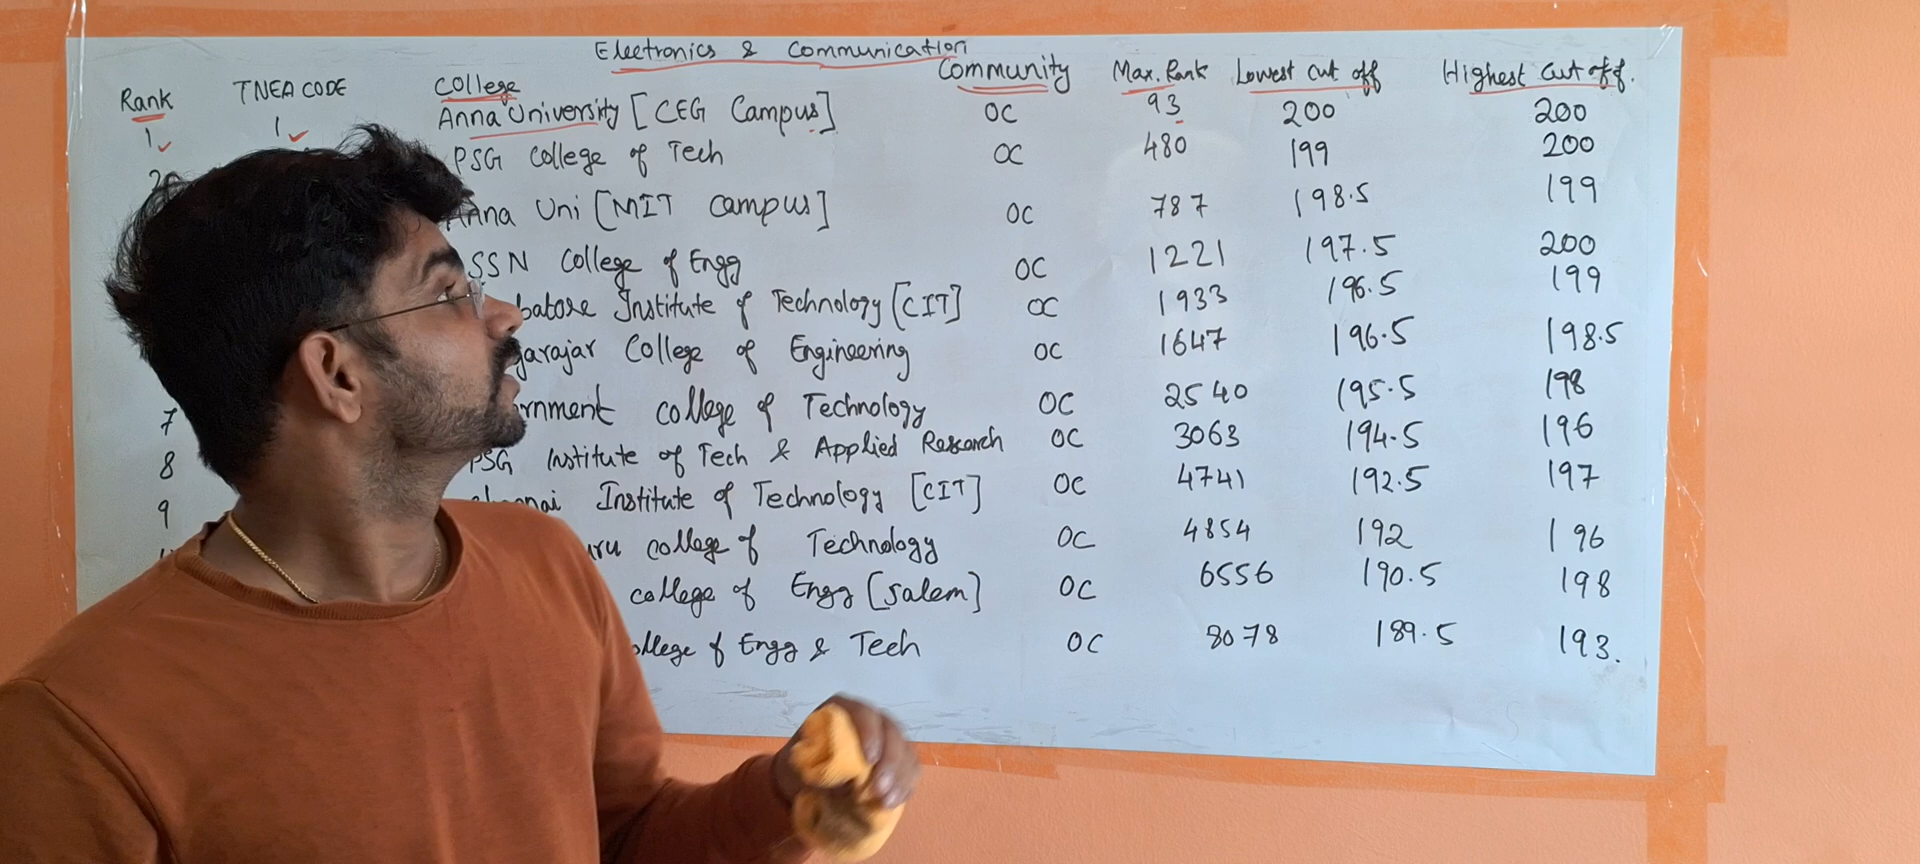 Electronics & Communication
Rank TNEA CODE College Community Max. Rank Lowest cut off Highest Cut off.
1 1 Anna University [CEG Campus] OC 93 200 200
PSG College of Tech OC 480 199 200
Anna Uni [MIT campus] OC 787 198.5 199
SSN College of Engg OC 1221 197.5 200
batore Institute of Technology [CIT] OC 1933 196.5 199
garajar College of Engineering OC 1647 196.5 198.5
7 rnment college of Technology OC 2540 195.5 198
8 PSG Institute of Tech & Applied Research OC 3063 194.5 196
9 Institute of Technology [CIT] OC 4741 192.5 197
uru college of Technology OC 4854 192 196
college of Engg [Salem] OC 6556 190.5 198
ollege of Engg & Tech OC 8078 189.5 193.